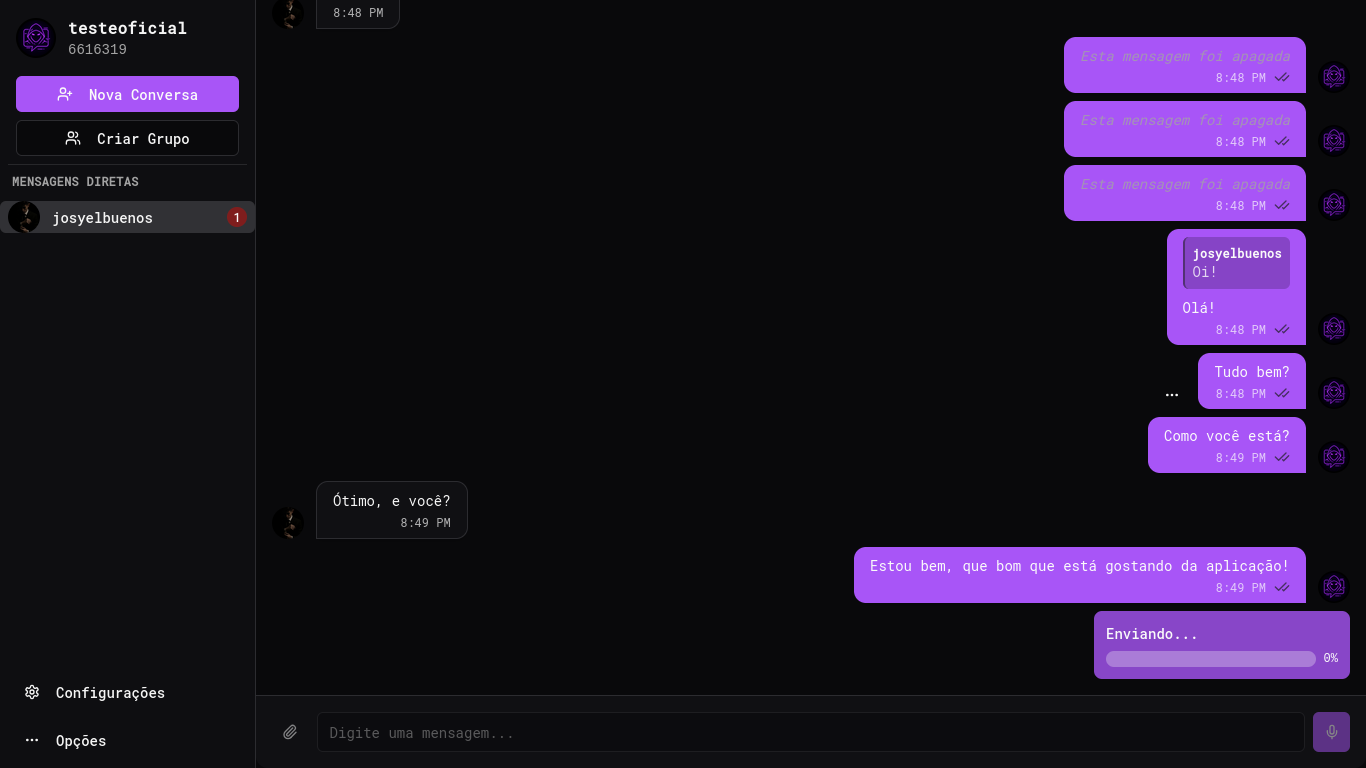 testeoficial
6616319
Nova Conversa
Criar Grupo
MENSAGENS DIRETAS
josyelbuenos
1
Configurações
Opções
8:48 PM
Esta mensagem foi apagada
8:48 PM
Esta mensagem foi apagada
8:48 PM
Esta mensagem foi apagada
8:48 PM
josyelbuenos
Oi!
Olá!
8:48 PM
Tudo bem?
8:48 PM
Como você está?
8:49 PM
Ótimo, e você?
8:49 PM
Estou bem, que bom que está gostando da aplicação!
8:49 PM
Enviando...
0%
Digite uma mensagem...